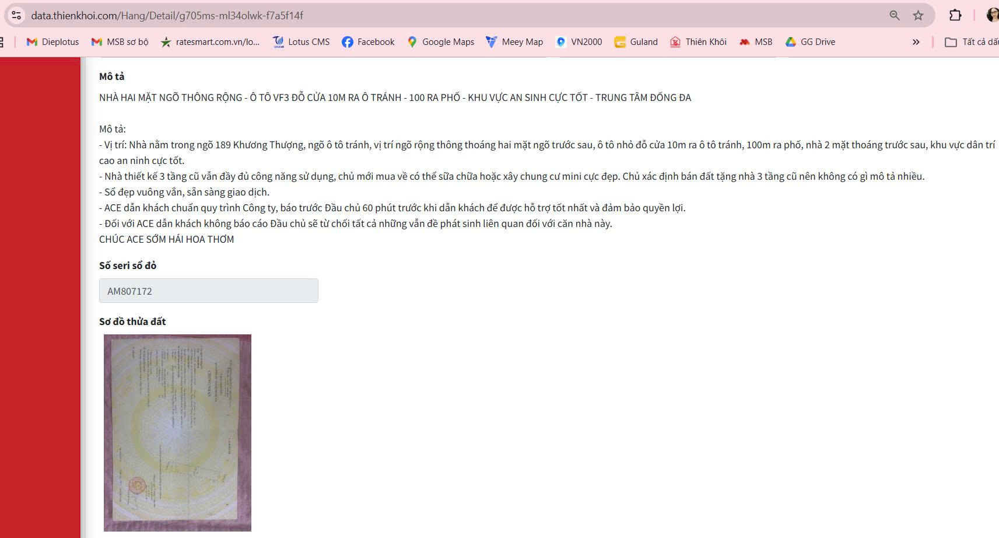 data.thienkhoi.com/Hang/Detail/g705ms-ml34olwk-f7a5f14f
Dieplotus MSB sơ bộ ratesmart.com.vn/lo... Lotus CMS Facebook Google Maps Meey Map VN2000 Guland Thiên Khôi MSB GG Drive » Tất cả dấu
Mô tả
NHÀ HAI MẶT NGÕ THÔNG RỘNG - Ô TÔ VF3 ĐỖ CỬA 10M RA Ô TRÁNH - 100 RA PHỐ - KHU VỰC AN SINH CỰC TỐT - TRUNG TÂM ĐỐNG ĐA
Mô tả:
- Vị trí: Nhà nằm trong ngõ 189 Khương Thượng, ngõ ô tô tránh, vị trí ngõ rộng thông thoáng hai mặt ngõ trước sau, ô tô nhỏ đỗ cửa 10m ra ô tô tránh, 100m ra phố, nhà 2 mặt thoáng trước sau, khu vực dân trí
cao an ninh cực tốt.
- Nhà thiết kế 3 tầng cũ vẫn đầy đủ công năng sử dụng, chủ mới mua về có thể sữa chữa hoặc xây chung cư mini cực đẹp. Chủ xác định bán đất tặng nhà 3 tầng cũ nên không có gì mô tả nhiều.
- Sổ đẹp vuông vắn, sẵn sàng giao dịch.
- ACE dẫn khách chuẩn quy trình Công ty, báo trước Đầu chủ 60 phút trước khi dẫn khách để được hỗ trợ tốt nhất và đảm bảo quyền lợi.
- Đối với ACE dẫn khách không báo cáo Đầu chủ sẽ từ chối tất cả những vấn đề phát sinh liên quan đối với căn nhà này.
CHÚC ACE SỚM HÁI HOA THƠM
Số seri sổ đỏ
AM807172
Sơ đồ thửa đất
CHỨNG NHẬN